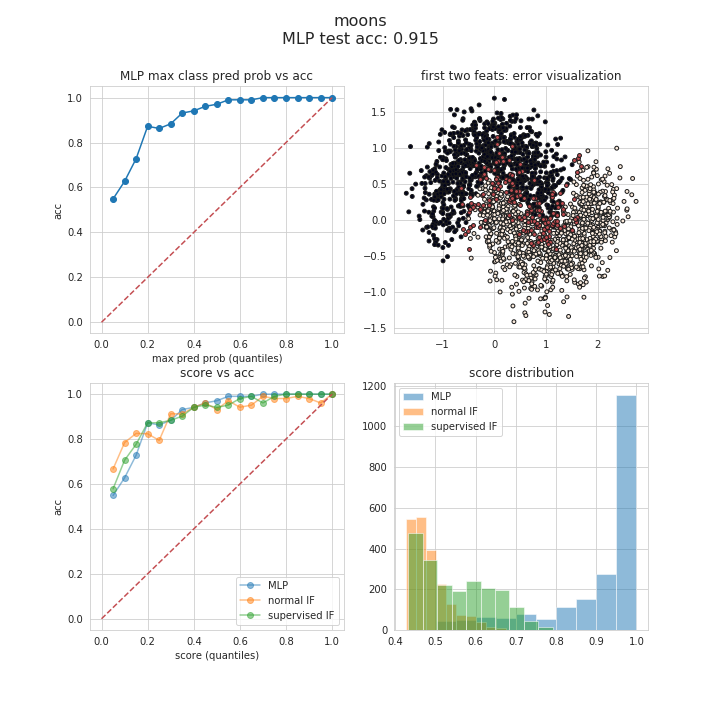 moons
MLP test acc: 0.915
MLP max class pred prob vs acc
1.0
0.8
0.6
0.4
0.2
0.0
acc
0.0 0.2 0.4 0.6 0.8 1.0
max pred prob (quantiles)
first two feats: error visualization
1.5
1.0
0.5
0.0
−0.5
−1.0
−1.5
−1 0 1 2
score vs acc
1.0
0.8
0.6
0.4
0.2
0.0
acc
MLP
normal IF
supervised IF
0.0 0.2 0.4 0.6 0.8 1.0
score (quantiles)
score distribution
1200
1000
800
600
400
200
0
MLP
normal IF
supervised IF
0.4 0.5 0.6 0.7 0.8 0.9 1.0